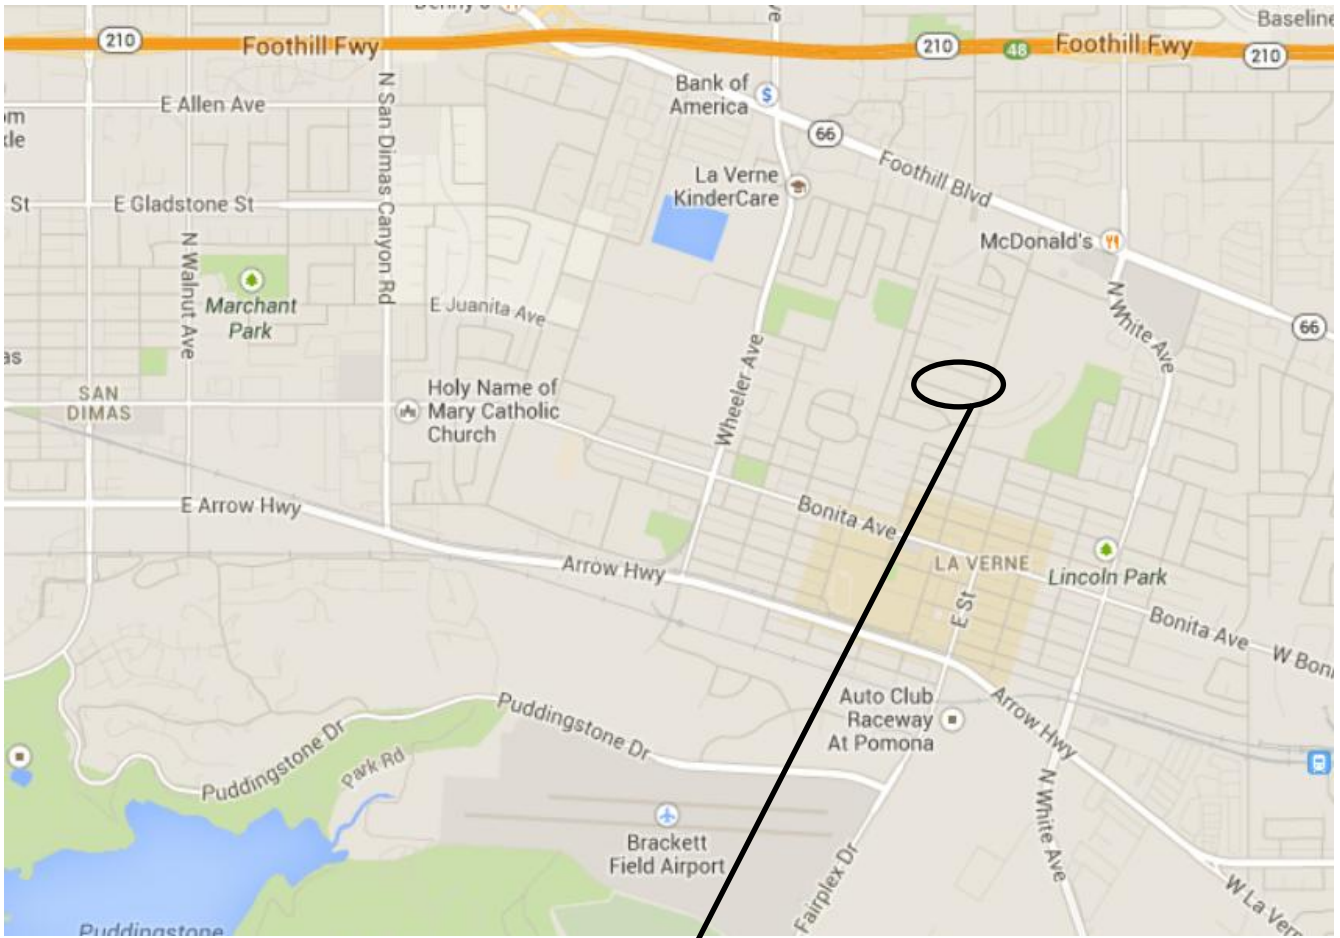 210
Foothill Fwy
210
48
Foothill Fwy
210
Baseline
E Allen Ave
N San Dimas Canyon Rd
Bank of
America
$
66
Foothill Blvd
La Verne
KinderCare
St
E Gladstone St
N Walnut Ave
Marchant
Park
E Juanita Ave
McDonald's
N White Ave
66
SAN
DIMAS
Holy Name of
Mary Catholic
Church
Wheeler Ave
E Arrow Hwy
Arrow Hwy
Bonita Ave
LA VERNE
Lincoln Park
E St
Bonita Ave
W Boni
Puddingstone Dr
Park Rd
Puddingstone Dr
Auto Club
Raceway
At Pomona
Arrow Hwy
N White Ave
Brackett
Field Airport
Fairplex Dr
W La Vern
Puddingstone